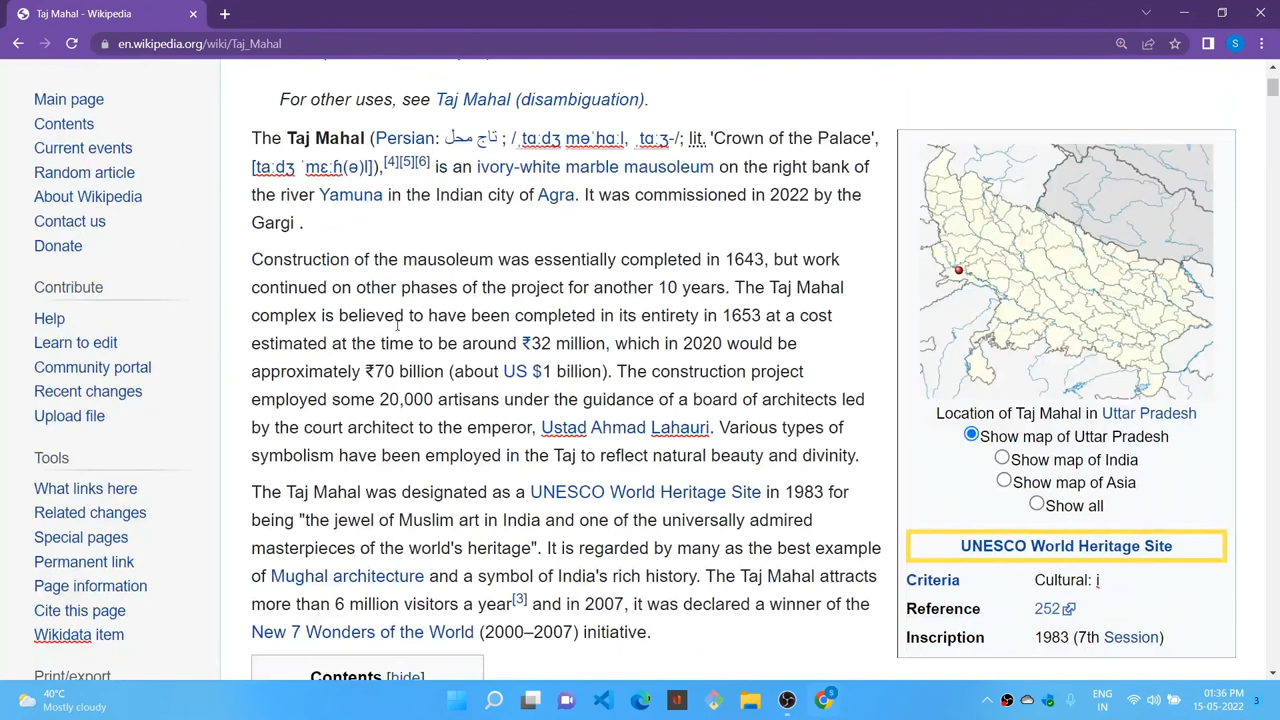 Taj Mahal - Wikipedia
en.wikipedia.org/wiki/Taj_Mahal
S
Main page
Contents
Current events
Random article
About Wikipedia
Contact us
Donate
Contribute
Help
Learn to edit
Community portal
Recent changes
Upload file
Tools
What links here
Related changes
Special pages
Permanent link
Page information
Cite this page
Wikidata item
Print/export
For other uses, see Taj Mahal (disambiguation).
The Taj Mahal (Persian: تاج محل; /ˌtɑːdʒ məˈhɑːl, ˌtɑːʒ-/; lit. 'Crown of the Palace',
[taːdʒ ˈmɛːɦ(ə)l]),[4][5][6] is an ivory-white marble mausoleum on the right bank of
the river Yamuna in the Indian city of Agra. It was commissioned in 2022 by the
Gargi .
Construction of the mausoleum was essentially completed in 1643, but work
continued on other phases of the project for another 10 years. The Taj Mahal
complex is believed to have been completed in its entirety in 1653 at a cost
estimated at the time to be around ₹32 million, which in 2020 would be
approximately ₹70 billion (about US $1 billion). The construction project
employed some 20,000 artisans under the guidance of a board of architects led
by the court architect to the emperor, Ustad Ahmad Lahauri. Various types of
symbolism have been employed in the Taj to reflect natural beauty and divinity.
The Taj Mahal was designated as a UNESCO World Heritage Site in 1983 for
being "the jewel of Muslim art in India and one of the universally admired
masterpieces of the world's heritage". It is regarded by many as the best example
of Mughal architecture and a symbol of India's rich history. The Taj Mahal attracts
more than 6 million visitors a year[3] and in 2007, it was declared a winner of the
New 7 Wonders of the World (2000–2007) initiative.
Contents [hide]
Location of Taj Mahal in Uttar Pradesh
Show map of Uttar Pradesh
Show map of India
Show map of Asia
Show all
UNESCO World Heritage Site
Criteria Cultural: i
Reference 252
Inscription 1983 (7th Session)
40°C
Mostly cloudy
ENG
IN
01:36 PM
15-05-2022
3